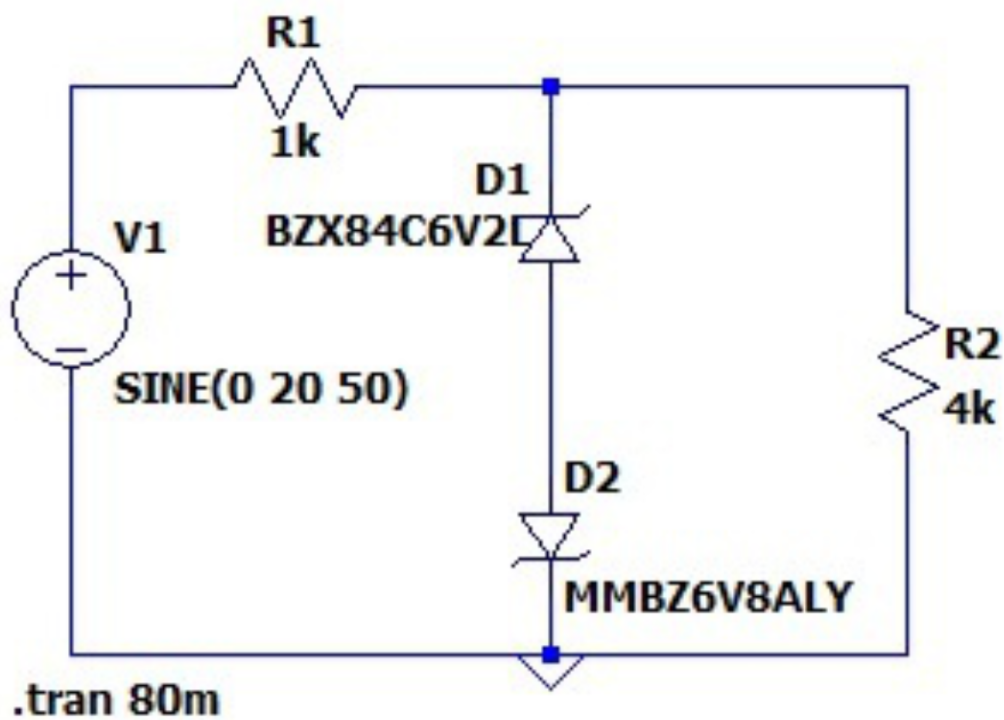 R1
1k
D1
BZX84C6V2L
V1
SINE(0 20 50)
R2
4k
D2
MMBZ6V8ALY
.tran 80m